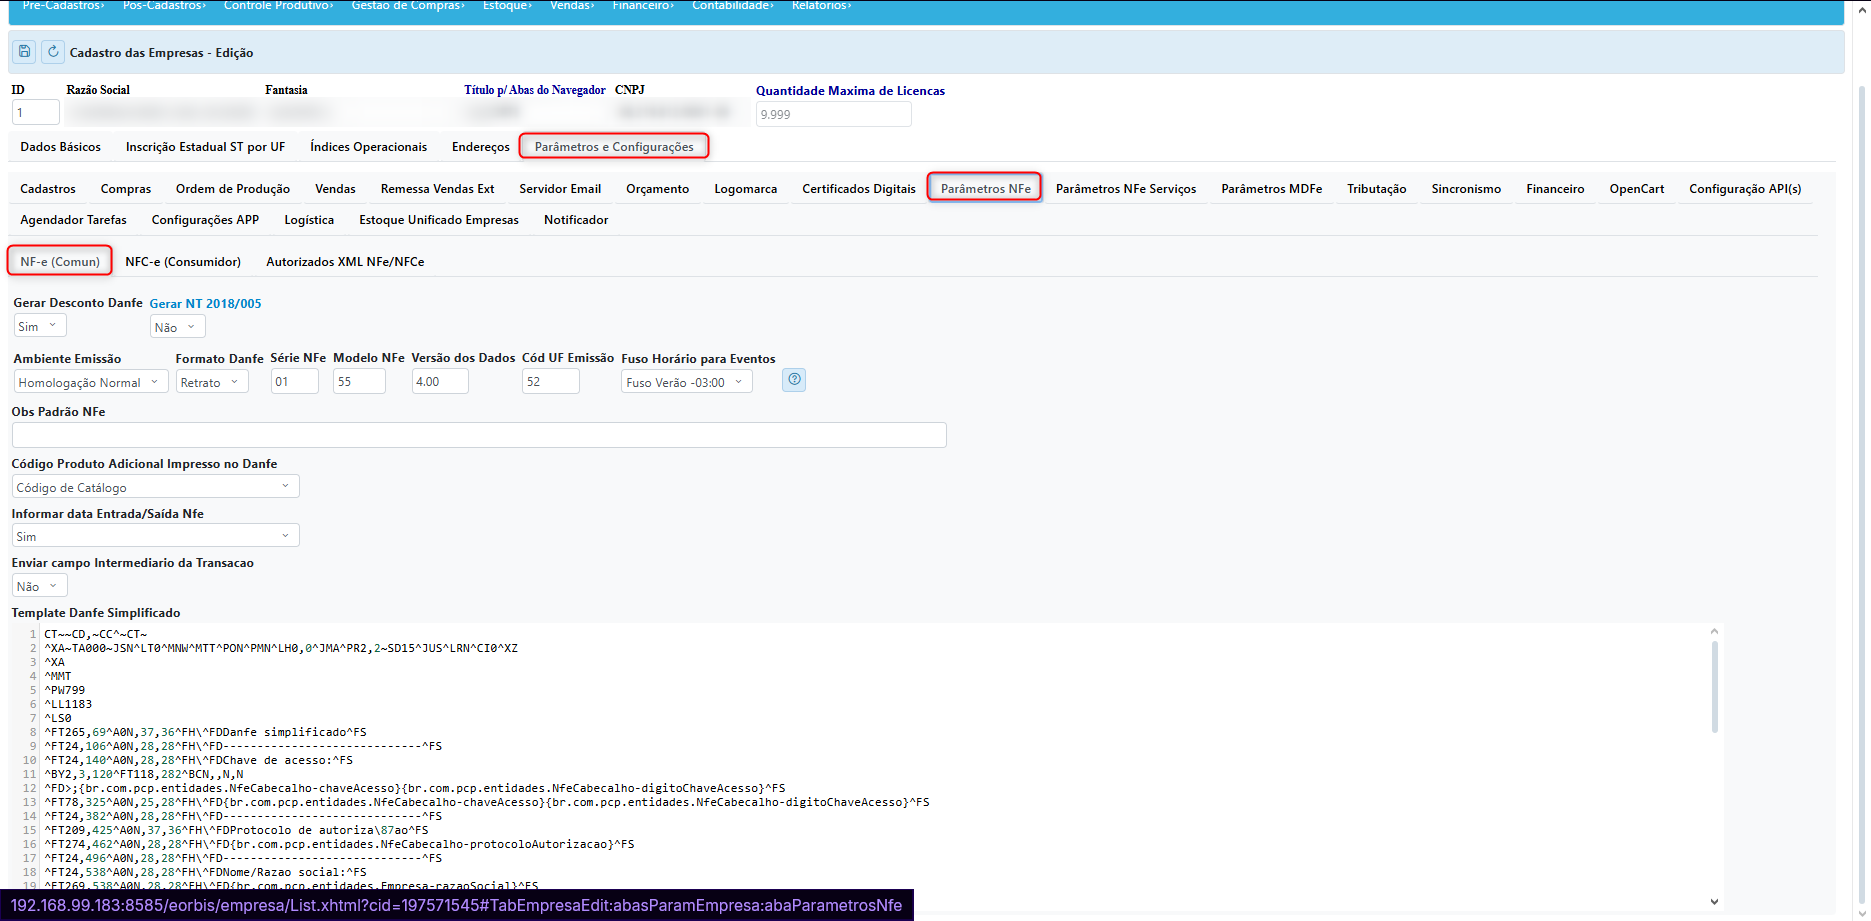 Pré-Cadastros› Pós-Cadastros› Controle Produtivo› Gestão de Compras› Estoque› Vendas› Financeiro› Contabilidade› Relatórios›
Cadastro das Empresas - Edição
ID Razão Social Fantasia Título p/ Abas do Navegador CNPJ Quantidade Maxima de Licencas
1 9.999
Dados Básicos Inscrição Estadual ST por UF Índices Operacionais Endereços Parâmetros e Configurações
Cadastros Compras Ordem de Produção Vendas Remessa Vendas Ext Servidor Email Orçamento Logomarca Certificados Digitais Parâmetros NFe Parâmetros NFe Serviços Parâmetros MDFe Tributação Sincronismo Financeiro OpenCart Configuração API(s)
Agendador Tarefas Configurações APP Logística Estoque Unificado Empresas Notificador
NF-e (Comun) NFC-e (Consumidor) Autorizados XML NFe/NFCe
Gerar Desconto Danfe Gerar NT 2018/005
Sim Não
Ambiente Emissão Formato Danfe Série NFe Modelo NFe Versão dos Dados Cód UF Emissão Fuso Horário para Eventos
Homologação Normal Retrato 01 55 4.00 52 Fuso Verão -03:00
Obs Padrão NFe
Código Produto Adicional Impresso no Danfe
Código de Catálogo
Informar data Entrada/Saída Nfe
Sim
Enviar campo Intermediario da Transacao
Não
Template Danfe Simplificado
1 CT~~CD,~CC^~CT~
2 ^XA~TA000~JSN^LT0^MNW^MTT^PON^PMN^LH0,0^JMA^PR2,2~SD15^JUS^LRN^CI0^XZ
3 ^XA
4 ^MMT
5 ^PW799
6 ^LL1183
7 ^LS0
8 ^FT265,69^A0N,37,36^FH\^FDDanfe simplificado^FS
9 ^FT24,106^A0N,28,28^FH\^FD-----------------------------^FS
10 ^FT24,140^A0N,28,28^FH\^FDChave de acesso:^FS
11 ^BY2,3,120^FT118,282^BCN,,N,N
12 ^FD>;{br.com.pcp.entidades.NfeCabecalho-chaveAcesso}{br.com.pcp.entidades.NfeCabecalho-digitoChaveAcesso}^FS
13 ^FT78,325^A0N,25,28^FH\^FD{br.com.pcp.entidades.NfeCabecalho-chaveAcesso}{br.com.pcp.entidades.NfeCabecalho-digitoChaveAcesso}^FS
14 ^FT24,382^A0N,28,28^FH\^FD-----------------------------^FS
15 ^FT209,425^A0N,37,36^FH\^FDProtocolo de autoriza\87ao^FS
16 ^FT274,462^A0N,28,28^FH\^FD{br.com.pcp.entidades.NfeCabecalho-protocoloAutorizacao}^FS
17 ^FT24,496^A0N,28,28^FH\^FD-----------------------------^FS
18 ^FT24,538^A0N,28,28^FH\^FDNome/Razao social:^FS
19 ^FT269,538^A0N,28,28^FH\^FD{br.com.pcp.entidades.Empresa-razaoSocial}^FS
192.168.99.183:8585/eorbis/empresa/List.xhtml?cid=197571545#TabEmpresaEdit:abasParamEmpresa:abaParametrosNfe